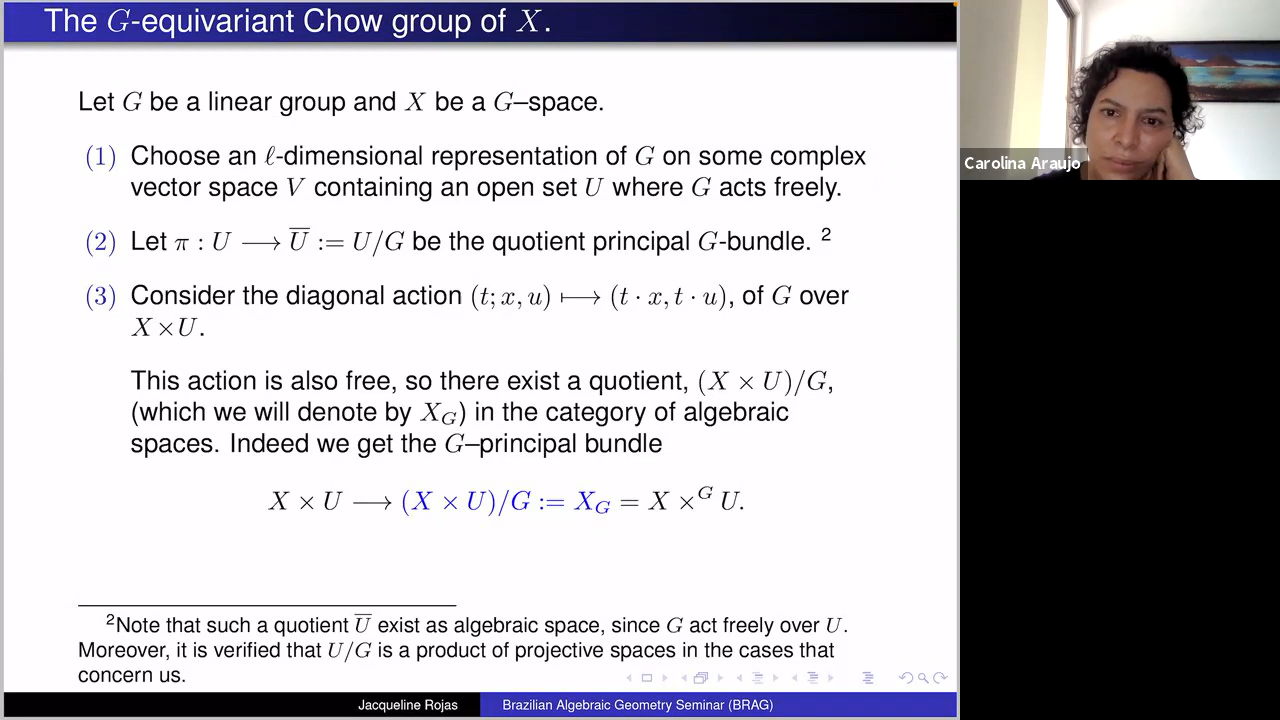 The G-equivariant Chow group of X.
Let G be a linear group and X be a G–space.
(1) Choose an ℓ-dimensional representation of G on some complex
vector space V containing an open set U where G acts freely.
(2) Let π : U ⟶ U̅ := U/G be the quotient principal G-bundle. ²
(3) Consider the diagonal action (t; x, u) ⟼ (t · x, t · u), of G over
X × U.
This action is also free, so there exist a quotient, (X × U)/G,
(which we will denote by X_G) in the category of algebraic
spaces. Indeed we get the G–principal bundle
X × U ⟶ (X × U)/G := X_G = X ×^G U.
²Note that such a quotient U̅ exist as algebraic space, since G act freely over U.
Moreover, it is verified that U/G is a product of projective spaces in the cases that
concern us.
Jacqueline Rojas Brazilian Algebraic Geometry Seminar (BRAG)
Carolina Araujo